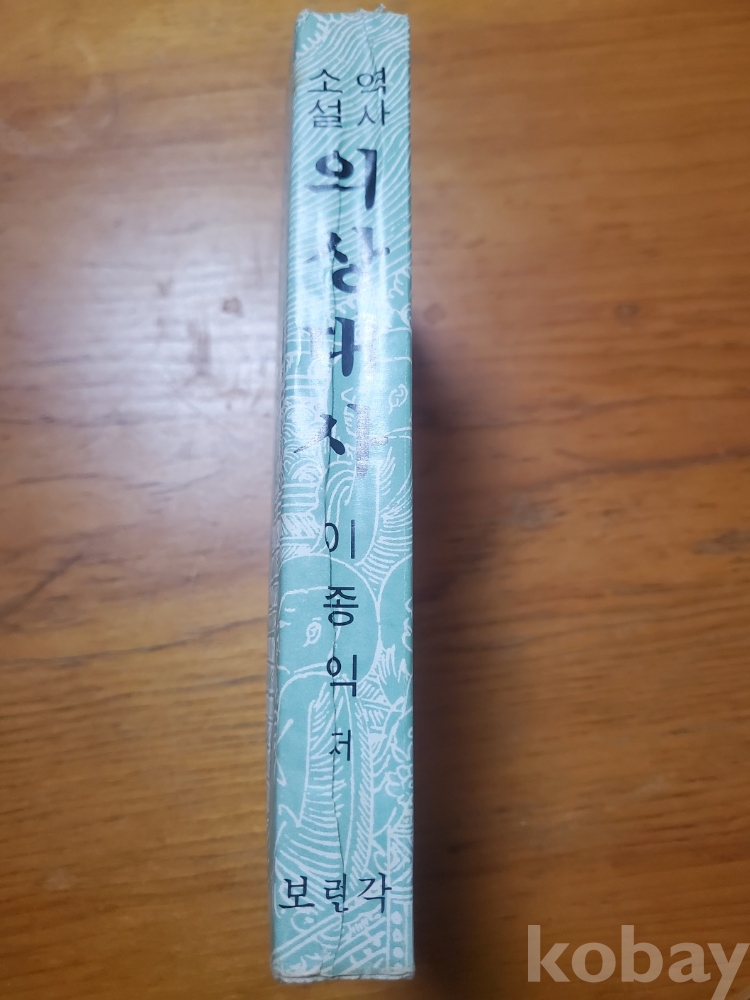 역사
소설
의상대사
이종익 저
보련각
kobay